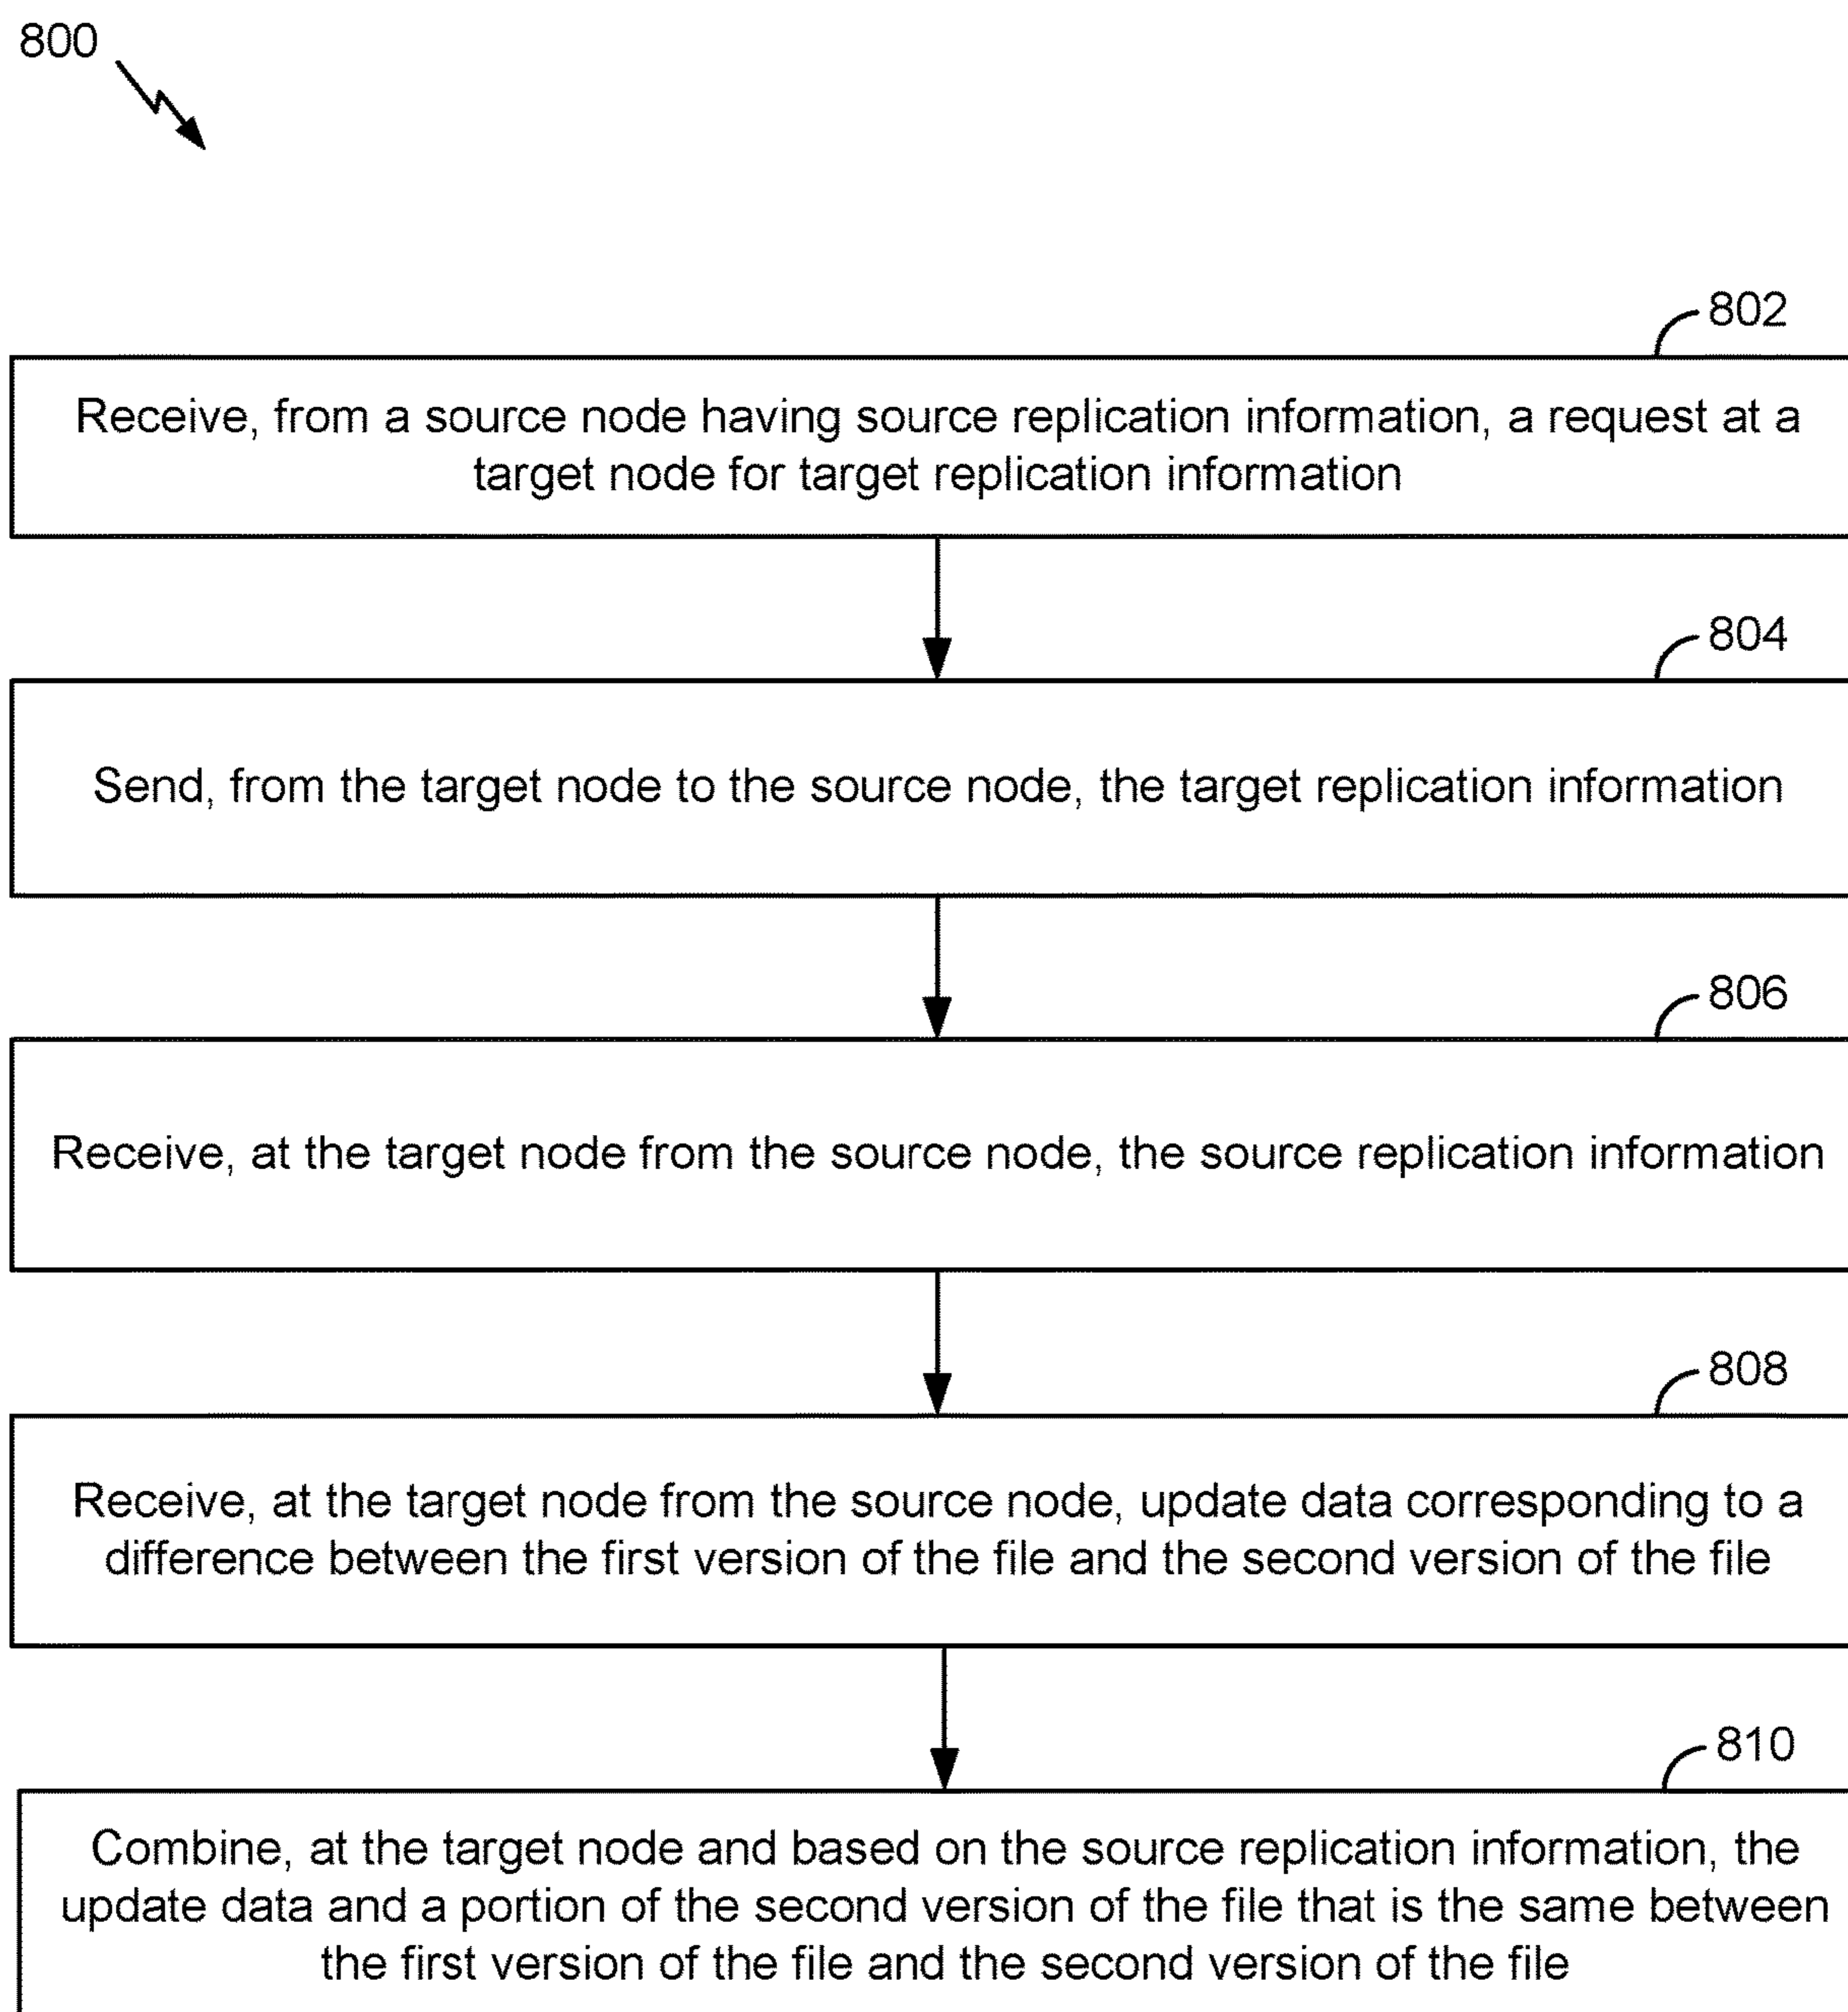 800
802
Receive, from a source node having source replication information, a request at a
target node for target replication information
804
Send, from the target node to the source node, the target replication information
806
Receive, at the target node from the source node, the source replication information
808
Receive, at the target node from the source node, update data corresponding to a
difference between the first version of the file and the second version of the file
810
Combine, at the target node and based on the source replication information, the
update data and a portion of the second version of the file that is the same between
the first version of the file and the second version of the file